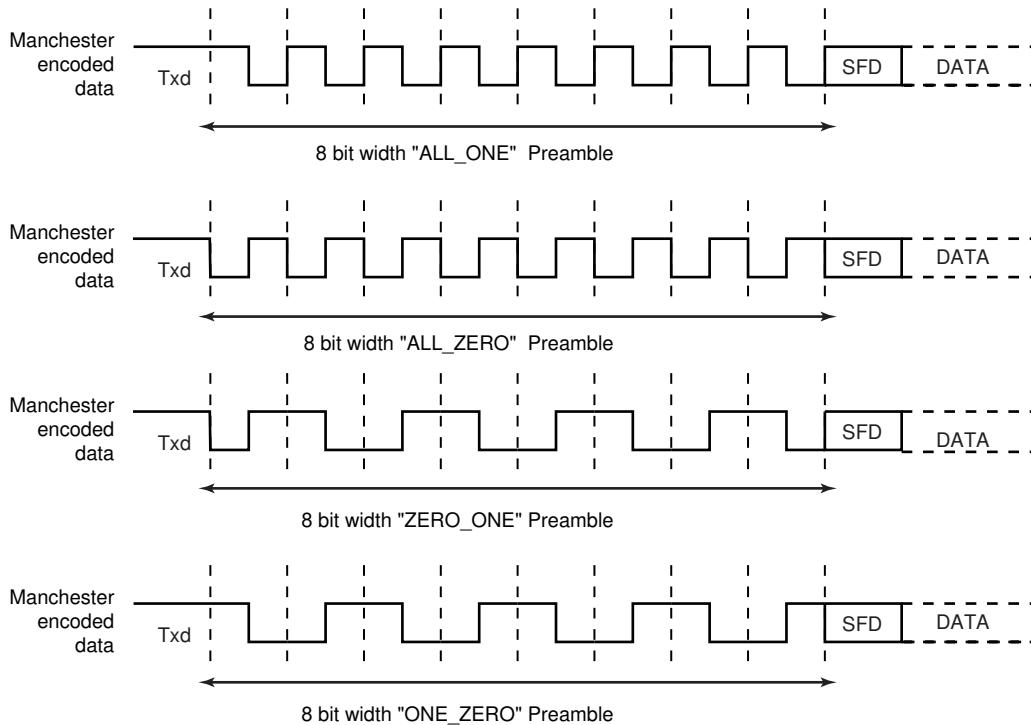 Manchester
encoded
data
Txd
SFD
DATA
8 bit width "ALL_ONE" Preamble
Manchester
encoded
data
Txd
SFD
DATA
8 bit width "ALL_ZERO" Preamble
Manchester
encoded
data
Txd
SFD
DATA
8 bit width "ZERO_ONE" Preamble
Manchester
encoded
data
Txd
SFD
DATA
8 bit width "ONE_ZERO" Preamble